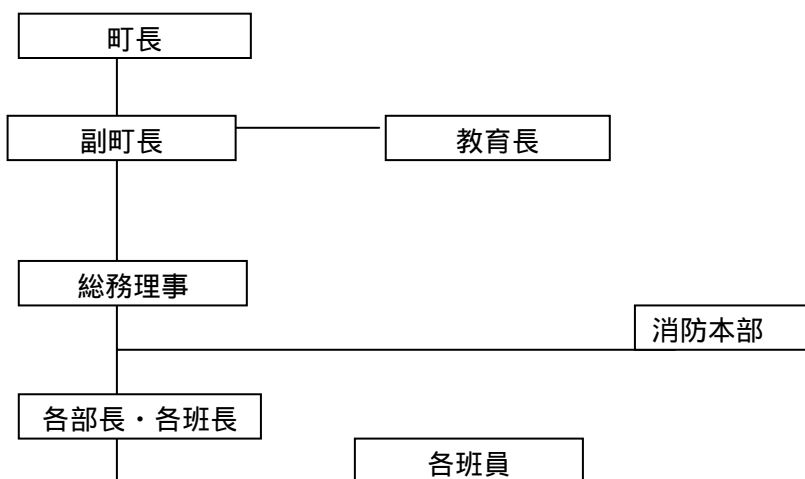 町長
副町長
教育長
総務理事
消防本部
各部長・各班長
各班員